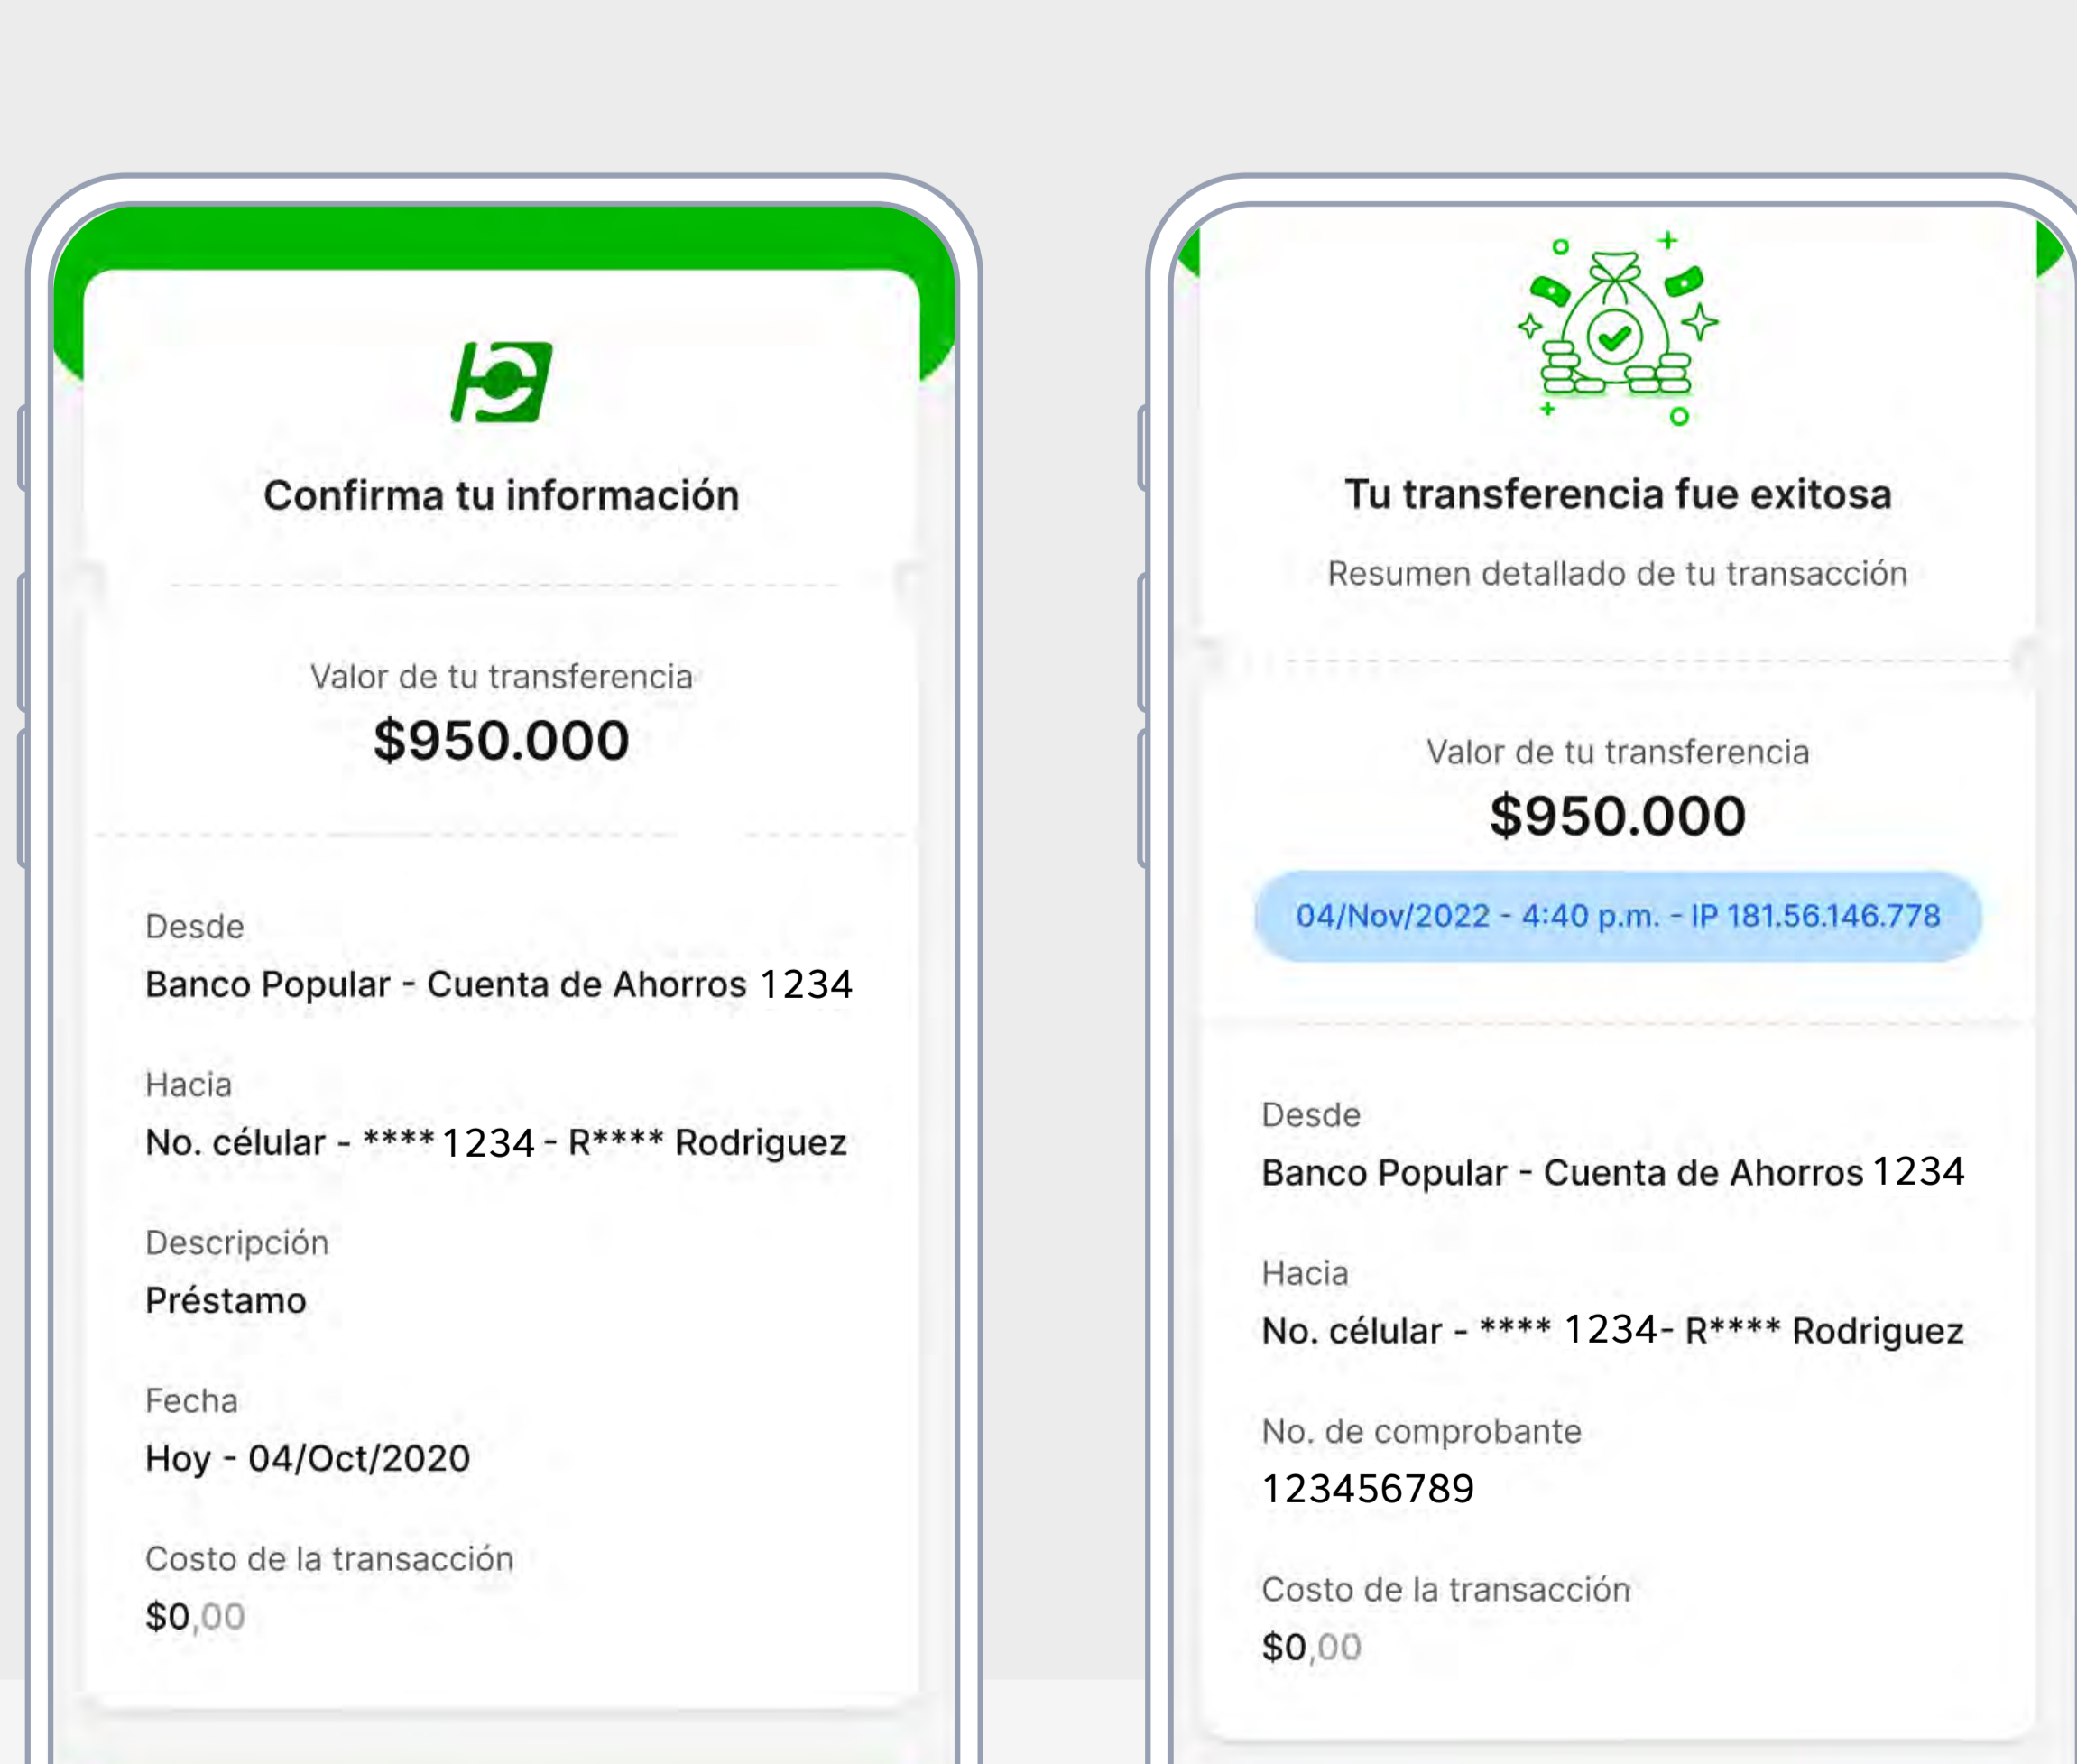 Confirma tu información
Valor de tu transferencia
$950.000
Desde
Banco Popular - Cuenta de Ahorros 1234
Hacia
No. célular - **** 1234 - R**** Rodriguez
Descripción
Préstamo
Fecha
Hoy - 04/Oct/2020
Costo de la transacción
$0,00
Tu transferencia fue exitosa
Resumen detallado de tu transacción
Valor de tu transferencia
$950.000
04/Nov/2022 - 4:40 p.m. - IP 181.56.146.778
Desde
Banco Popular - Cuenta de Ahorros 1234
Hacia
No. célular - **** 1234- R**** Rodriguez
No. de comprobante
123456789
Costo de la transacción
$0,00